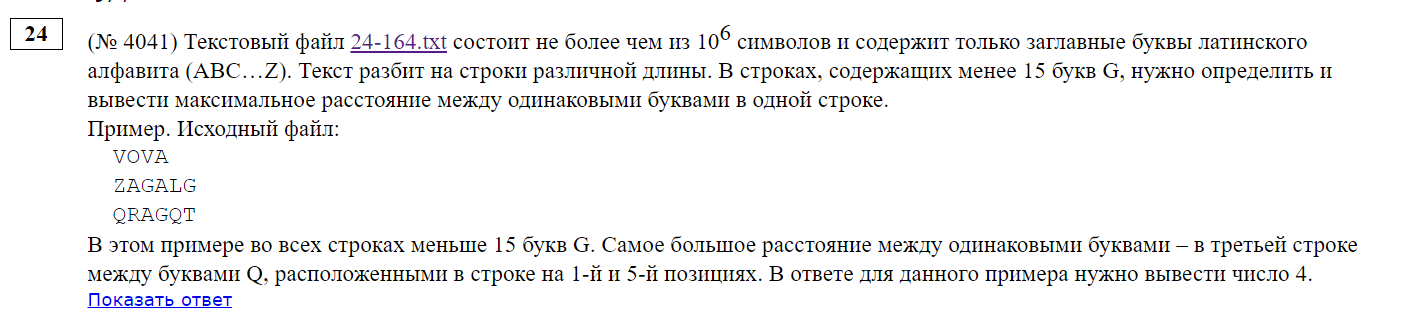 24
(№ 4041) Текстовый файл 24-164.txt состоит не более чем из 10⁶ символов и содержит только заглавные буквы латинского
алфавита (ABC…Z). Текст разбит на строки различной длины. В строках, содержащих менее 15 букв G, нужно определить и
вывести максимальное расстояние между одинаковыми буквами в одной строке.
Пример. Исходный файл:
VOVA
ZAGALG
QRAGQT
В этом примере во всех строках меньше 15 букв G. Самое большое расстояние между одинаковыми буквами – в третьей строке
между буквами Q, расположенными в строке на 1-й и 5-й позициях. В ответе для данного примера нужно вывести число 4.
Показать ответ